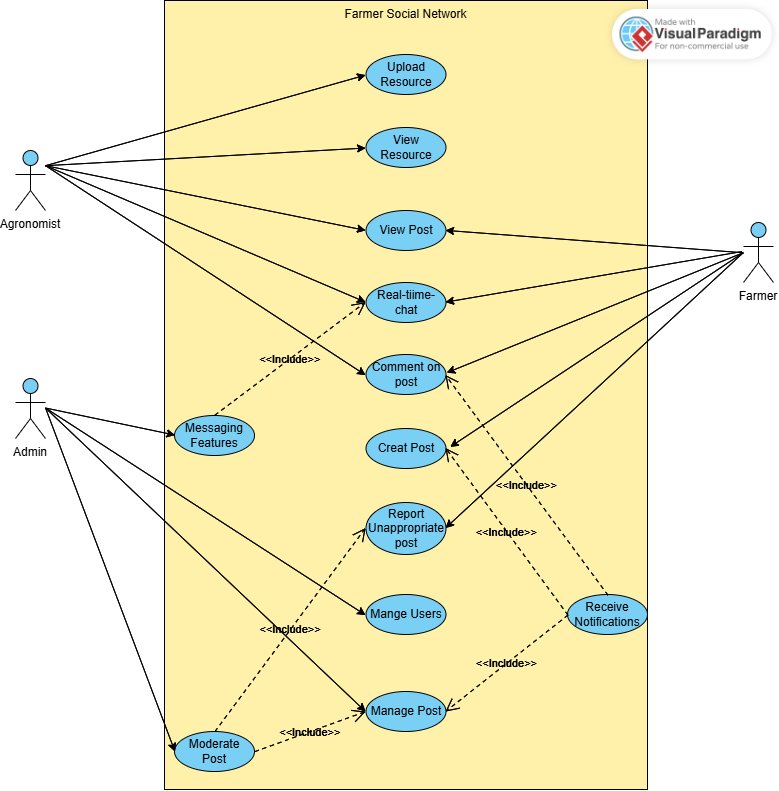 Farmer Social Network
Made with
VisualParadigm
For non-commercial use
Upload
Resource
View
Resource
Agronomist
View Post
Farmer
Real-tiime-
chat
<<Include>>
Comment on
post
Admin
Messaging
Features
Creat Post
<<Include>>
Report
Unappropriate
post
<<Include>>
Mange Users
Receive
Notifications
<<Include>>
<<Include>>
Manage Post
<<Include>>
Moderate
Post